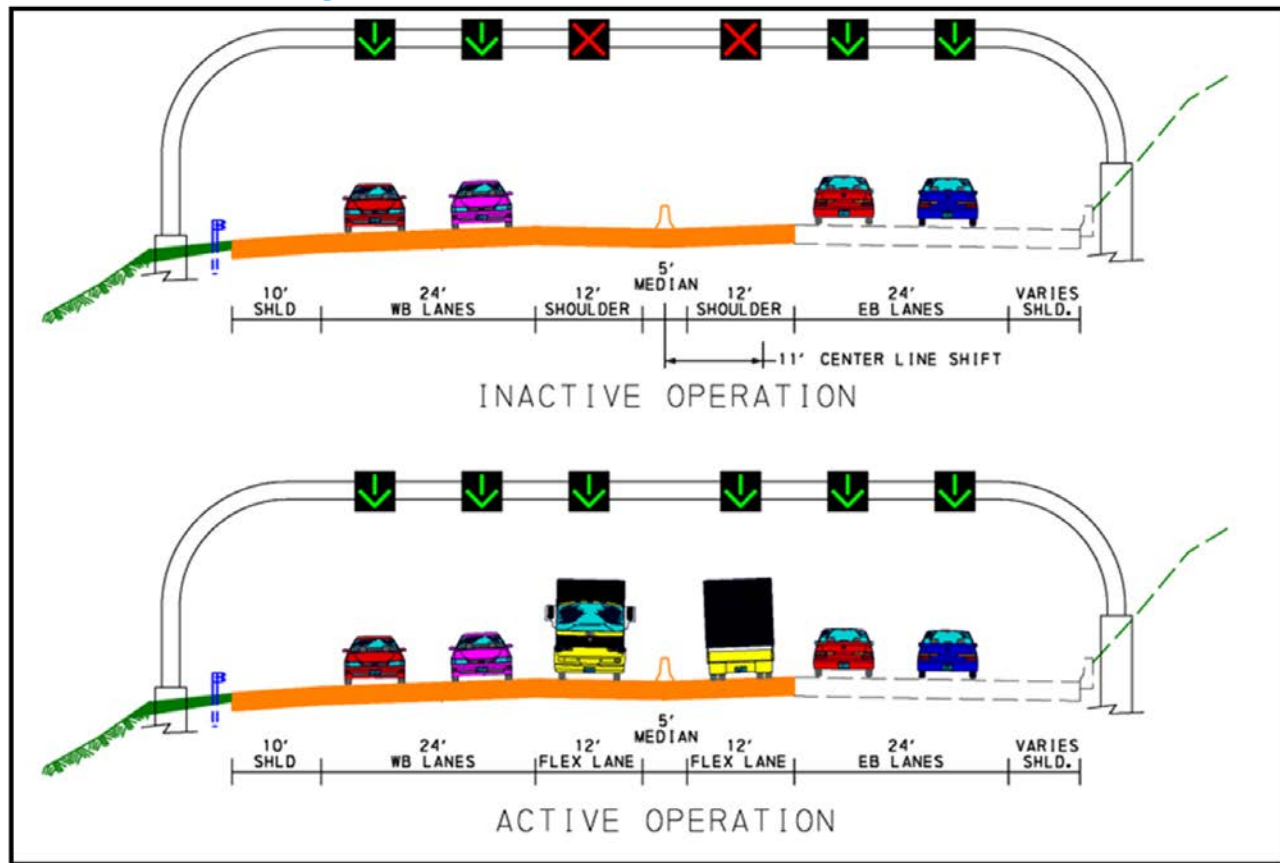 5'
MEDIAN
10'
SHLD
24'
WB LANES
12'
SHOULDER
12'
SHOULDER
24'
EB LANES
VARIES
SHLD.
11' CENTER LINE SHIFT
INACTIVE OPERATION
5'
MEDIAN
10'
SHLD
24'
WB LANES
12'
FLEX LANE
12'
FLEX LANE
24'
EB LANES
VARIES
SHLD.
ACTIVE OPERATION